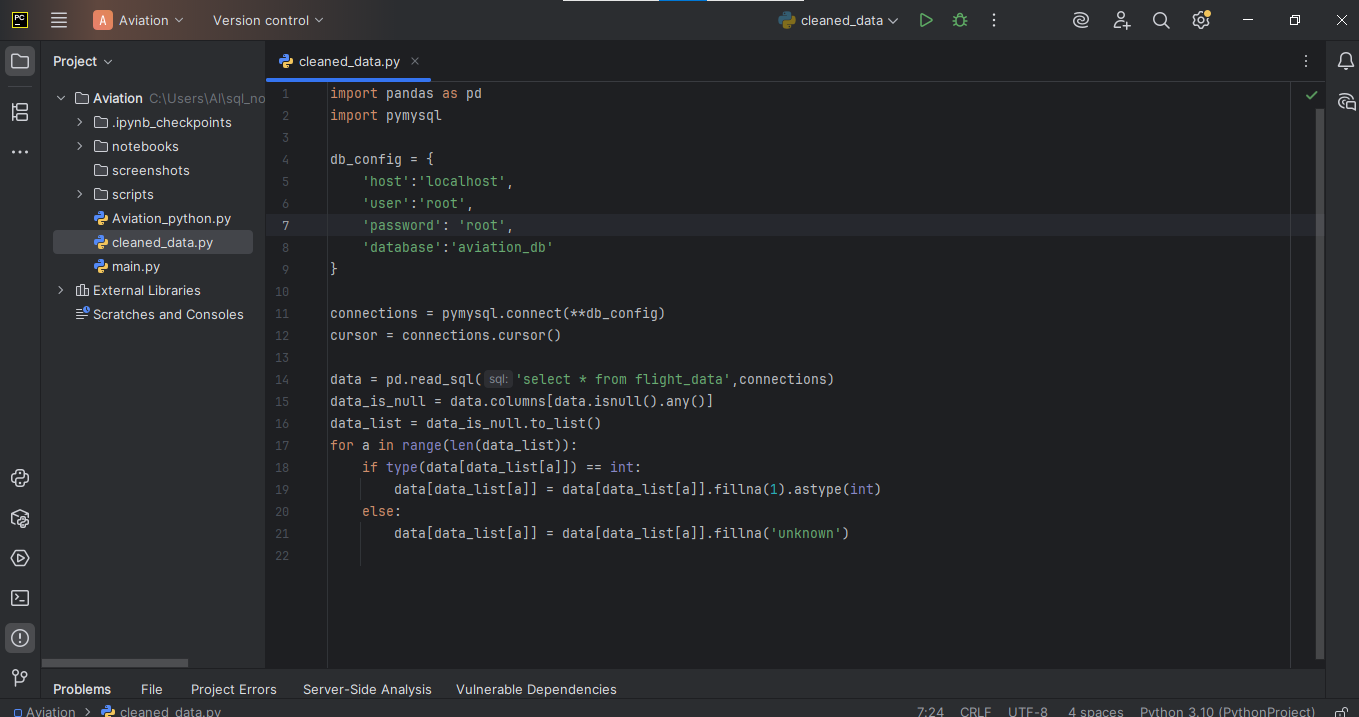 PC A Aviation Version control cleaned_data
Project cleaned_data.py
Aviation C:\Users\AI\sql_no
.ipynb_checkpoints
notebooks
screenshots
scripts
Aviation_python.py
cleaned_data.py
main.py
External Libraries
Scratches and Consoles
1 import pandas as pd
2 import pymysql
3
4 db_config = {
5 'host':'localhost',
6 'user':'root',
7 'password': 'root',
8 'database':'aviation_db'
9 }
10
11 connections = pymysql.connect(**db_config)
12 cursor = connections.cursor()
13
14 data = pd.read_sql( sql: 'select * from flight_data',connections)
15 data_is_null = data.columns[data.isnull().any()]
16 data_list = data_is_null.to_list()
17 for a in range(len(data_list)):
18 if type(data[data_list[a]]) == int:
19 data[data_list[a]] = data[data_list[a]].fillna(1).astype(int)
20 else:
21 data[data_list[a]] = data[data_list[a]].fillna('unknown')
22
Problems File Project Errors Server-Side Analysis Vulnerable Dependencies
Aviation cleaned_data.py 7:24 CRLF UTF-8 4 spaces Python 3.10 (PythonProject)